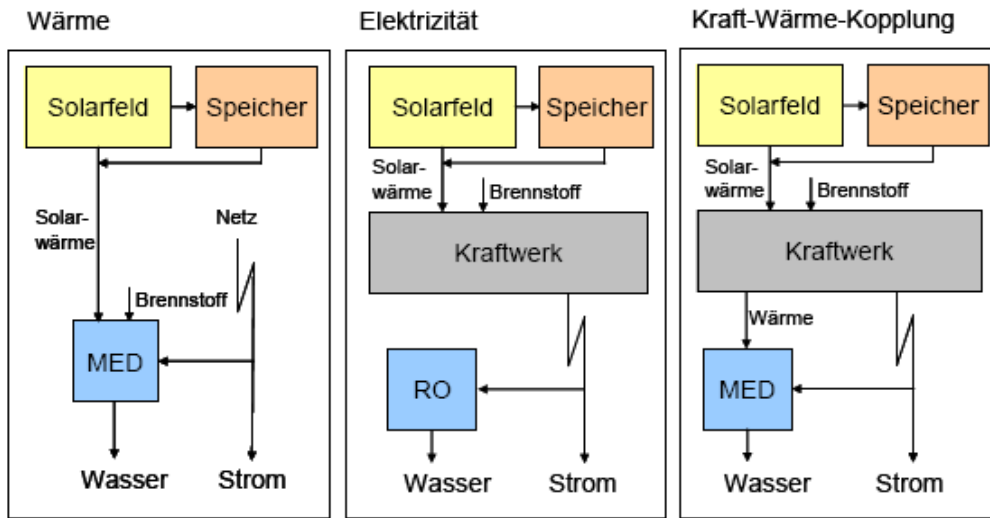 Wärme
Solarfeld
Speicher
Solar-
wärme
Netz
Brennstoff
MED
Wasser
Strom
Elektrizität
Solarfeld
Speicher
Solar-
wärme
Brennstoff
Kraftwerk
RO
Wasser
Strom
Kraft-Wärme-Kopplung
Solarfeld
Speicher
Solar-
wärme
Brennstoff
Kraftwerk
Wärme
MED
Wasser
Strom